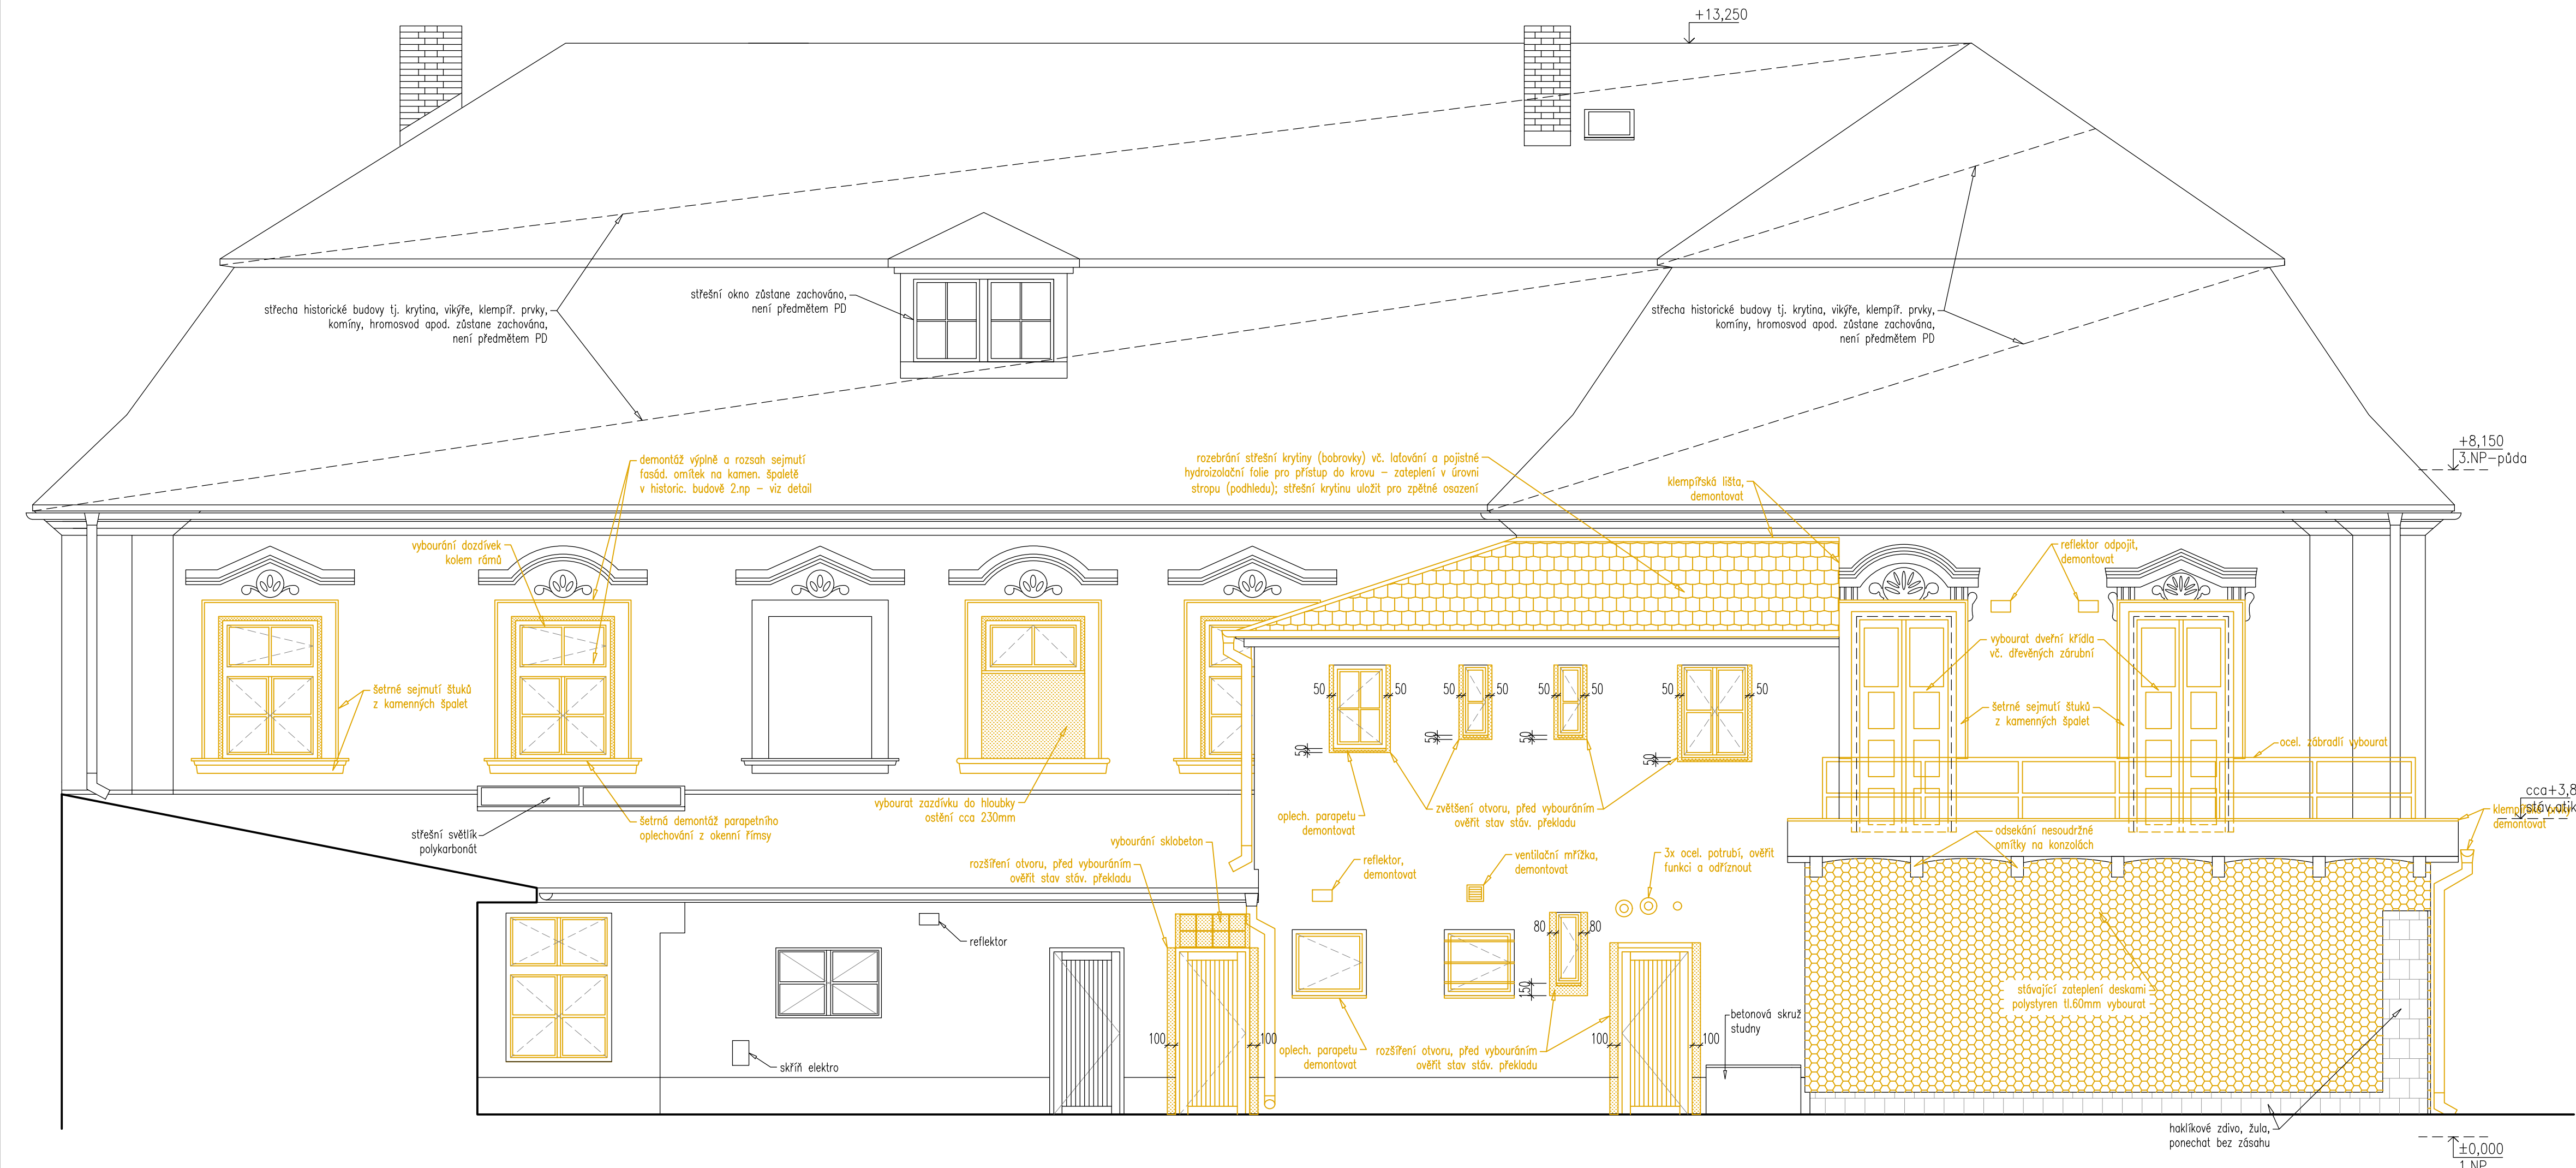 +13,250
střešní okno zůstane zachováno,
není předmětem PD
střecha historické budovy tj. krytina, vikýře, klempíř. prvky,
komíny, hromosvod apod. zůstane zachována,
není předmětem PD
střecha historické budovy tj. krytina, vikýře, klempíř. prvky,
komíny, hromosvod apod. zůstane zachována,
není předmětem PD
+8,150
3.NP-půda
demontáž výplně a rozsah sejmutí
fasád. omítek na kamen. špaletě
v historic. budově 2.np – viz detail
rozebrání střešní krytiny (bobrovky) vč. laťování a pojistné
hydroizolační folie pro přístup do krovu – zateplení v úrovni
stropu (podhledu); střešní krytinu uložit pro zpětné osazení
klempířská lišta,
demontovat
vybourání dozdívek
kolem rámů
reflektor odpojit,
demontovat
vybourat dveřní křídla
vč. dřevěných zárubní
šetrné sejmutí štuků
z kamenných špalet
50
50
50
50
50
50
50
50
šetrné sejmutí štuků
z kamenných špalet
50
50
50
50
ocel. zábradlí vybourat
vybourat zazdívku do hloubky
ostění cca 230mm
šetrná demontáž parapetního
oplechování z okenní římsy
střešní světlík
polykarbonát
oplech. parapetu
demontovat
zvětšení otvoru, před vybouráním
ověřit stav stáv. překladu
cca+3,8
stáv.atik
klempířské prvky
demontovat
odsekání nesoudržné
omítky na konzolách
vybourání sklobeton
rozšíření otvoru, před vybouráním
ověřit stav stáv. překladu
reflektor,
demontovat
ventilační mřížka,
demontovat
3x ocel. potrubí, ověřit
funkci a odříznout
reflektor
80
80
150
stávající zateplení deskami
polystyren tl.60mm vybourat
betonová skruž
studny
100
100
100
100
oplech. parapetu
demontovat
rozšíření otvoru, před vybouráním
ověřit stav stáv. překladu
skříň elektro
haklíkové zdivo, žula,
ponechat bez zásahu
±0,000
1.NP